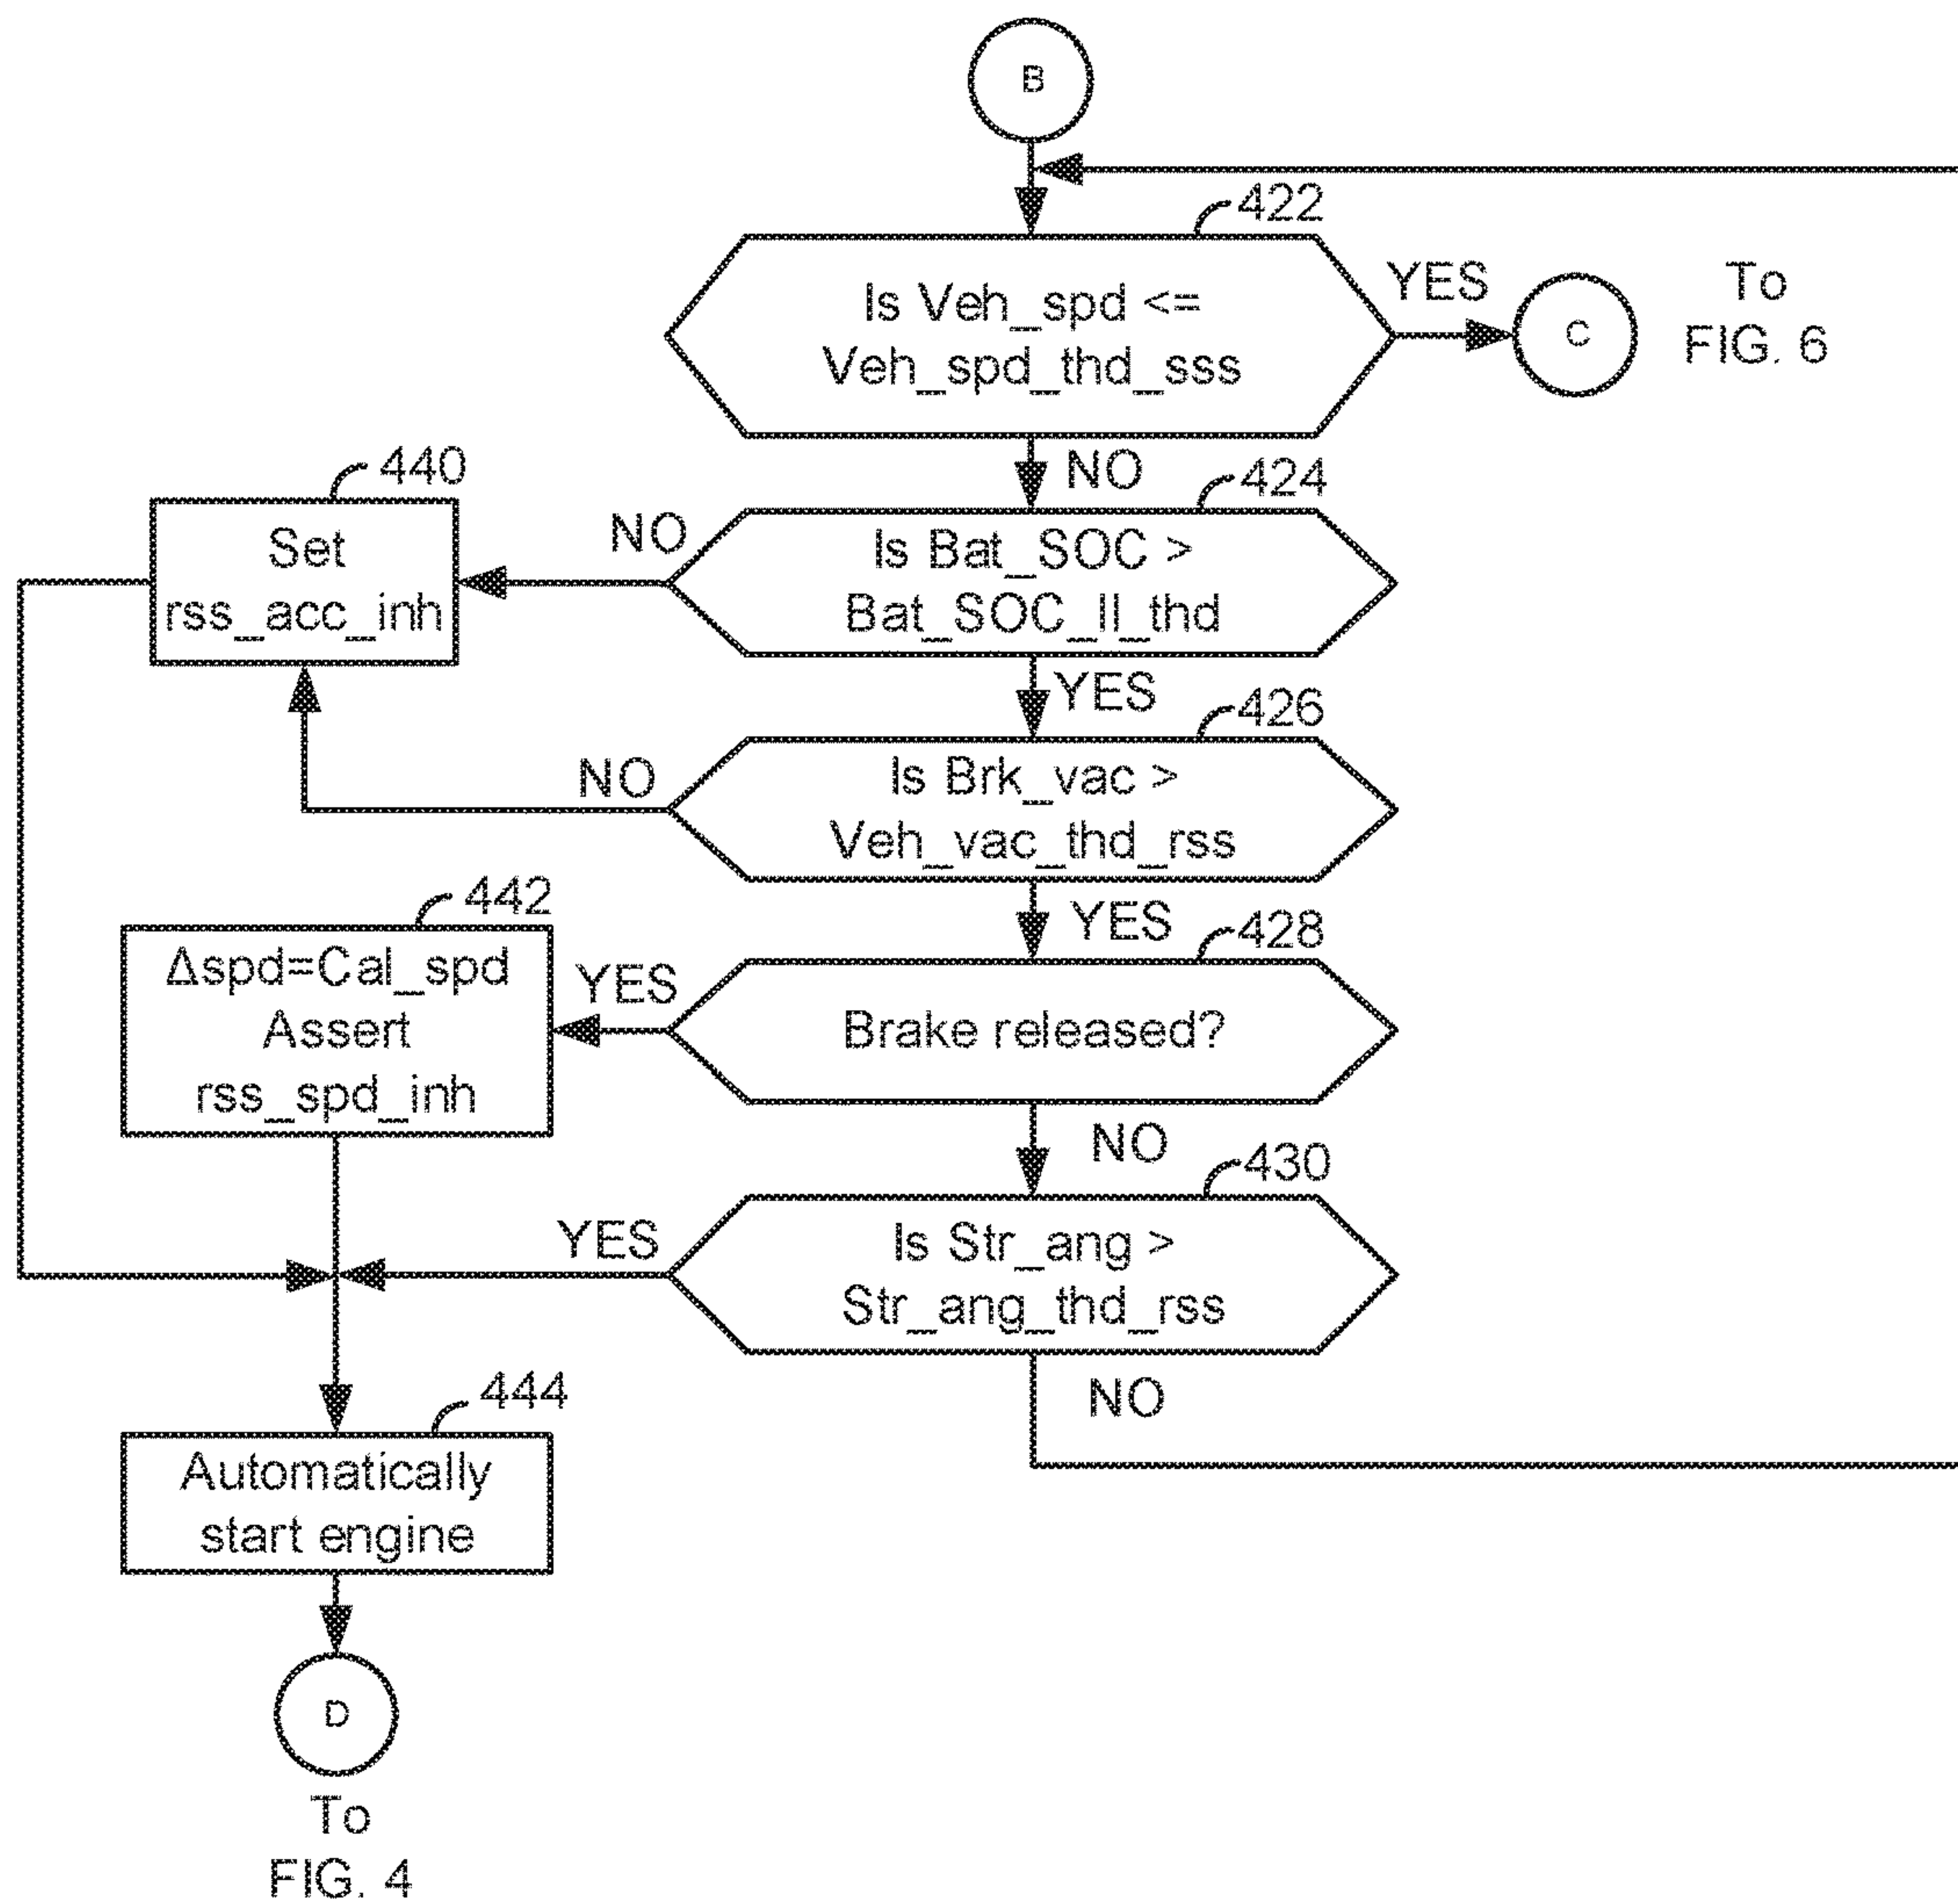 B
422
Is Veh_spd <=
Veh_spd_thd_sss
YES
C
To
FIG. 6
NO
440
Set
rss_acc_inh
NO
424
Is Bat_SOC >
Bat_SOC_II_thd
YES
426
NO
Is Brk_vac >
Veh_vac_thd_rss
YES
442
Δspd=Cal_spd
Assert
rss_spd_inh
YES
428
Brake released?
NO
430
YES
Is Str_ang >
Str_ang_thd_rss
NO
444
Automatically
start engine
D
To
FIG. 4